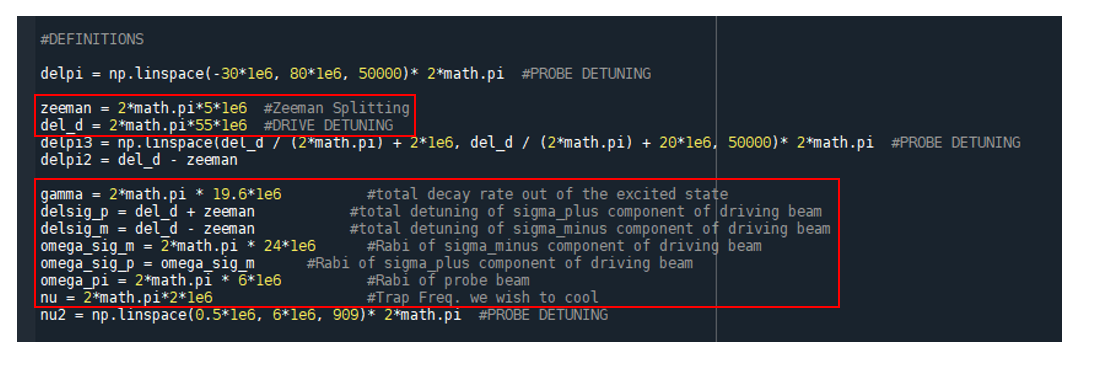 #DEFINITIONS
delpi = np.linspace(-30*1e6, 80*1e6, 50000)* 2*math.pi  #PROBE DETUNING
zeeman = 2*math.pi*5*1e6  #Zeeman Splitting
del_d = 2*math.pi*55*1e6  #DRIVE DETUNING
delpi3 = np.linspace(del_d / (2*math.pi) + 2*1e6, del_d / (2*math.pi) + 20*1e6, 50000)* 2*math.pi  #PROBE DETUNING
delpi2 = del_d - zeeman
gamma = 2*math.pi * 19.6*1e6          #total decay rate out of the excited state
delsig_p = del_d + zeeman           #total detuning of sigma_plus component of driving beam
delsig_m = del_d - zeeman           #total detuning of sigma_minus component of driving beam
omega_sig_m = 2*math.pi * 24*1e6      #Rabi of sigma_minus component of driving beam
omega_sig_p = omega_sig_m      #Rabi of sigma_plus component of driving beam
omega_pi = 2*math.pi * 6*1e6          #Rabi of probe beam
nu = 2*math.pi*2*1e6                  #Trap Freq. we wish to cool
nu2 = np.linspace(0.5*1e6, 6*1e6, 909)* 2*math.pi  #PROBE DETUNING